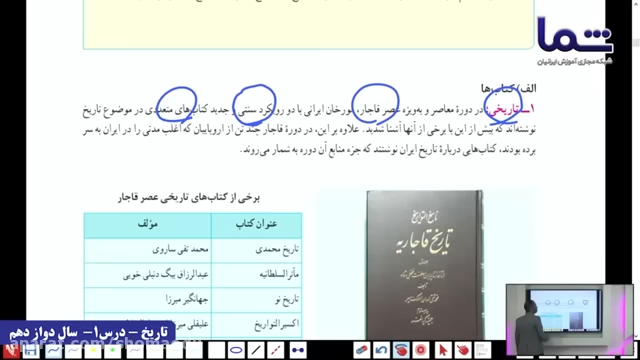 شما
شبکه مجازی آموزش ایرانیان
الف) کتاب‌ها
۱ــ تاریخی: در دورهٔ معاصر و به‌ویژه عصر قاجار، مورخان ایرانی با دو رویکرد سنتی و جدید کتاب‌های متعددی در موضوع تاریخ
نوشته‌اند که پیش از این با برخی از آنها آشنا شدید. علاوه بر این، در دورهٔ قاجار چند تن از اروپاییان که اغلب مدتی را در ایران به سر
برده بودند، کتاب‌هایی دربارهٔ تاریخ ایران نوشتند که جزء منابع آن دوره به شمار می‌روند.
برخی از کتاب‌های تاریخی عصر قاجار
عنوان کتاب مؤلف
تاریخ محمدی محمد تقی ساروی
مآثرالسلطانیه عبدالرزاق بیگ دنبلی خویی
تاریخ نو جهانگیر میرزا
اکسیرالتواریخ علیقلی
ناسخ التواریخ
تاریخ قاجاریه
تاریخ – درس۱ – سال دوازدهم